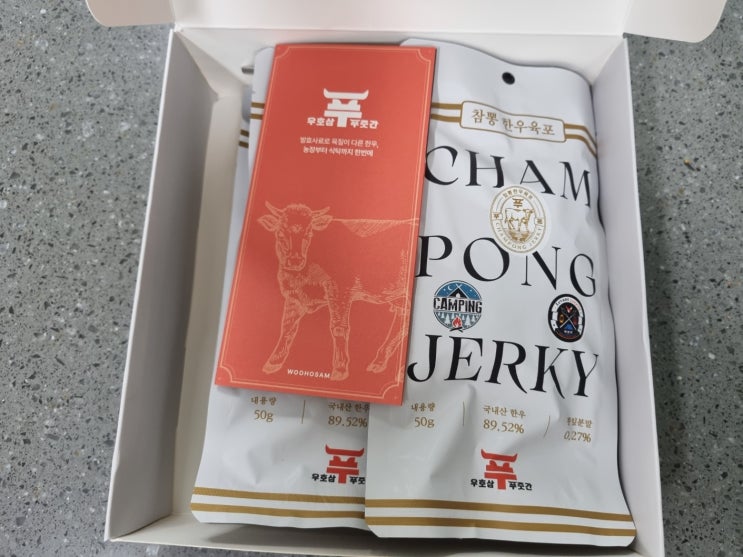 우호삼 푸줏간
발효사료로 육질이 다른 한우,
농장부터 식탁까지 한번에
WOOHOSAM
내용량
50g
국내산 한우
89.52%
우호삼 푸줏간
참뽕 한우육포
CHAM
PONG
CAMPING
JERKY
내용량
50g
국내산 한우
89.52%
0.27%
우호삼 푸줏간